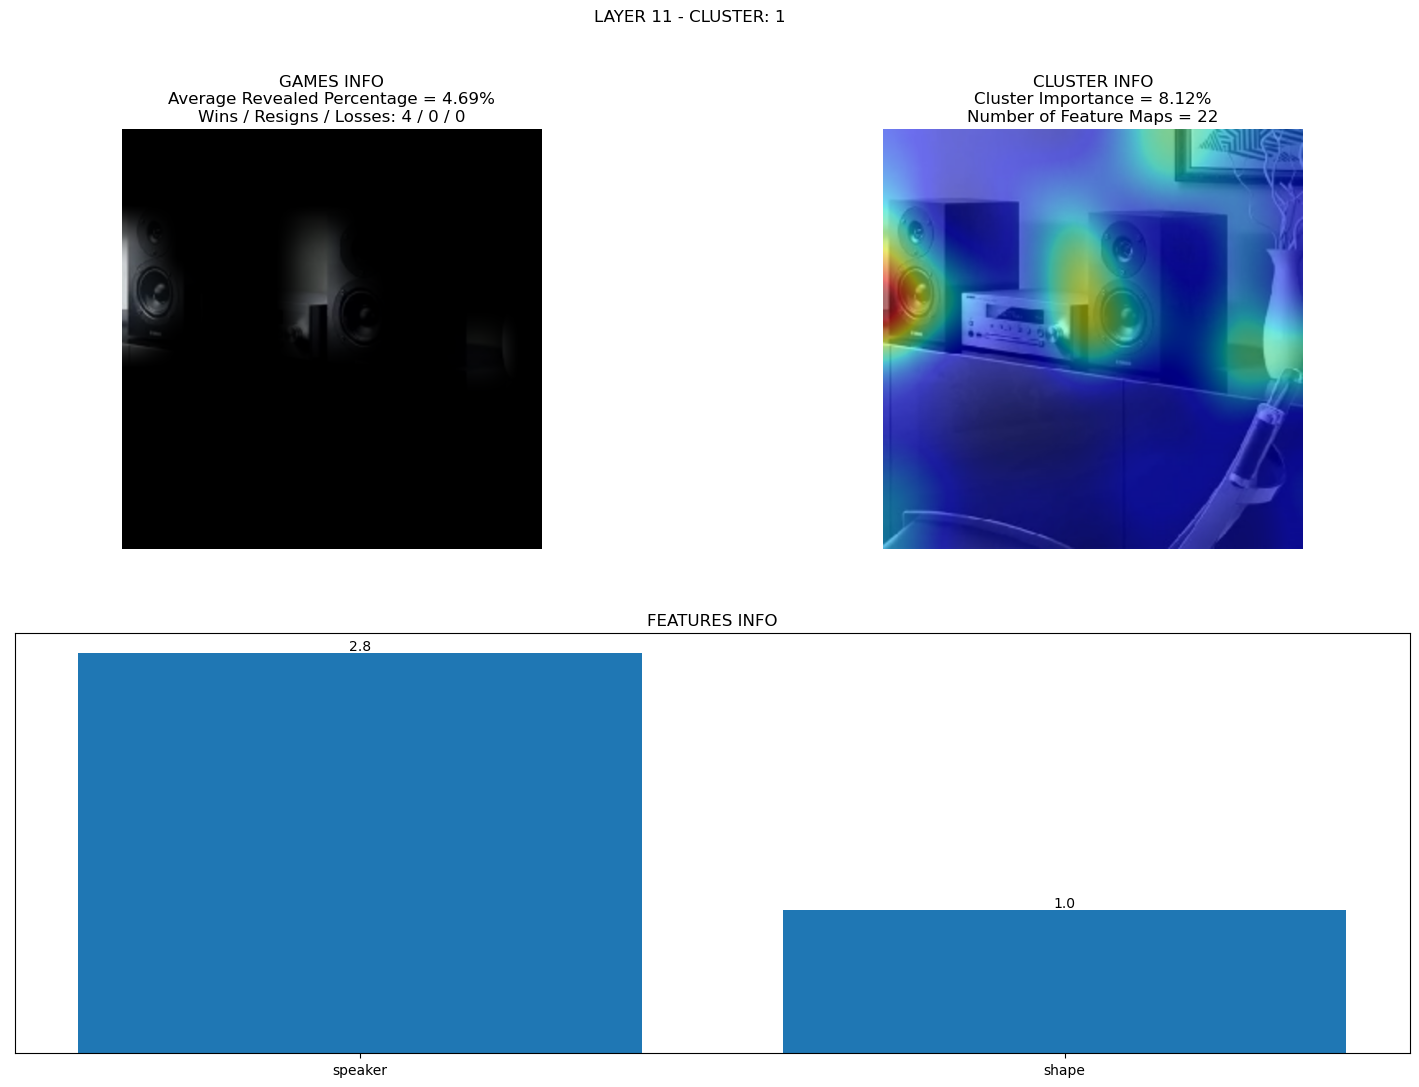 LAYER 11 - CLUSTER: 1
GAMES INFO
Average Revealed Percentage = 4.69%
Wins / Resigns / Losses: 4 / 0 / 0
CLUSTER INFO
Cluster Importance = 8.12%
Number of Feature Maps = 22
FEATURES INFO
2.8
1.0
speaker
shape